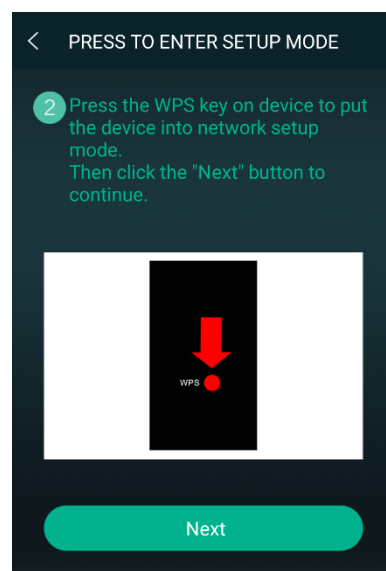 PRESS TO ENTER SETUP MODE
2 Press the WPS key on device to put
the device into network setup
mode.
Then click the "Next" button to
continue.
WPS
Next